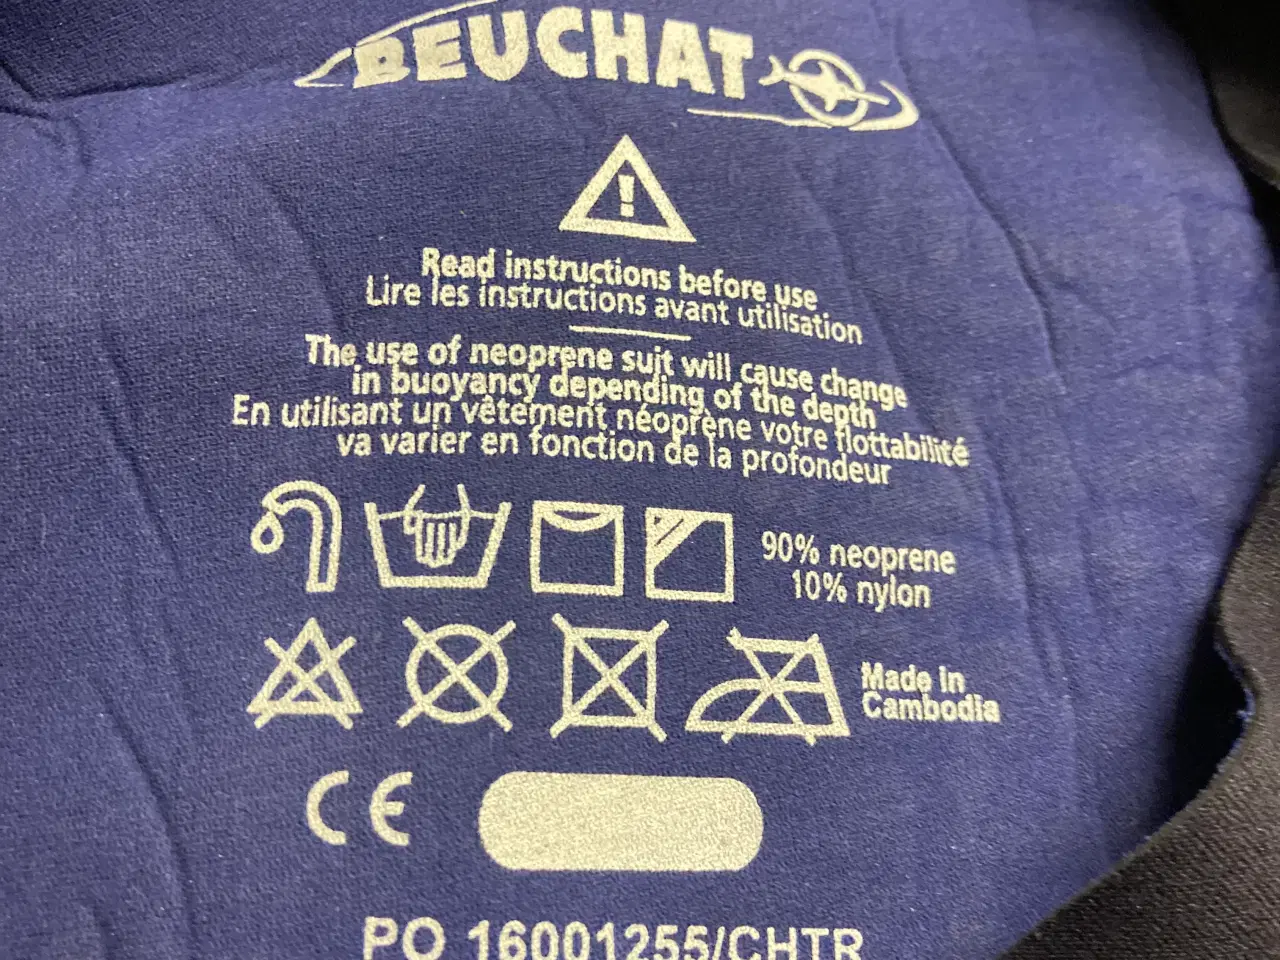 BEUCHAT
!
Read instructions before use
Lire les instructions avant utilisation
The use of neoprene suit will cause change
in buoyancy depending of the depth
En utilisant un vêtement néoprène votre flottabilité
va varier en fonction de la profondeur
90% neoprene
10% nylon
Made in
Cambodia
CE
PO 16001255/CHTR